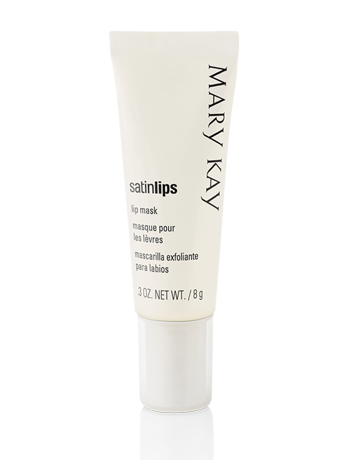 MARY KAY
satinlips
lip mask
masque pour
les lèvres
mascarilla exfoliante
para labios
.3 OZ. NET WT. / 8 g